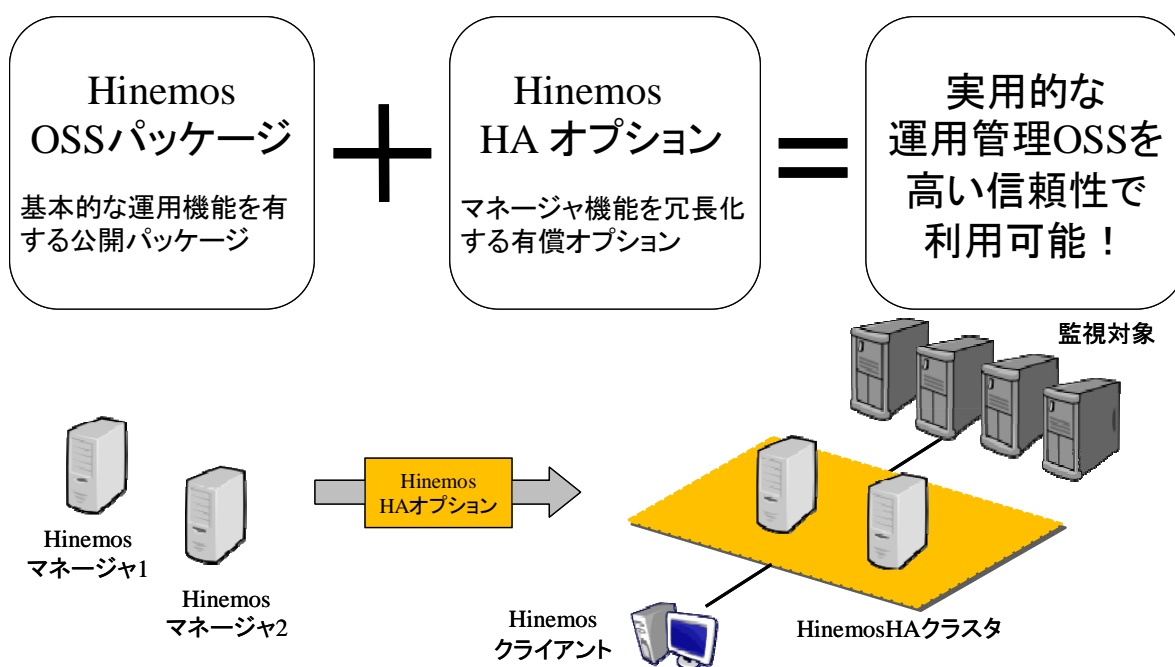 Hinemos
OSSパッケージ
基本的な運用機能を有
する公開パッケージ
+
Hinemos
HA オプション
マネージャ機能を冗長化
する有償オプション
=
実用的な
運用管理OSSを
高い信頼性で
利用可能！
監視対象
Hinemos
HAオプション
Hinemos
マネージャ1
Hinemos
マネージャ2
Hinemos
クライアント
HinemosHAクラスタ